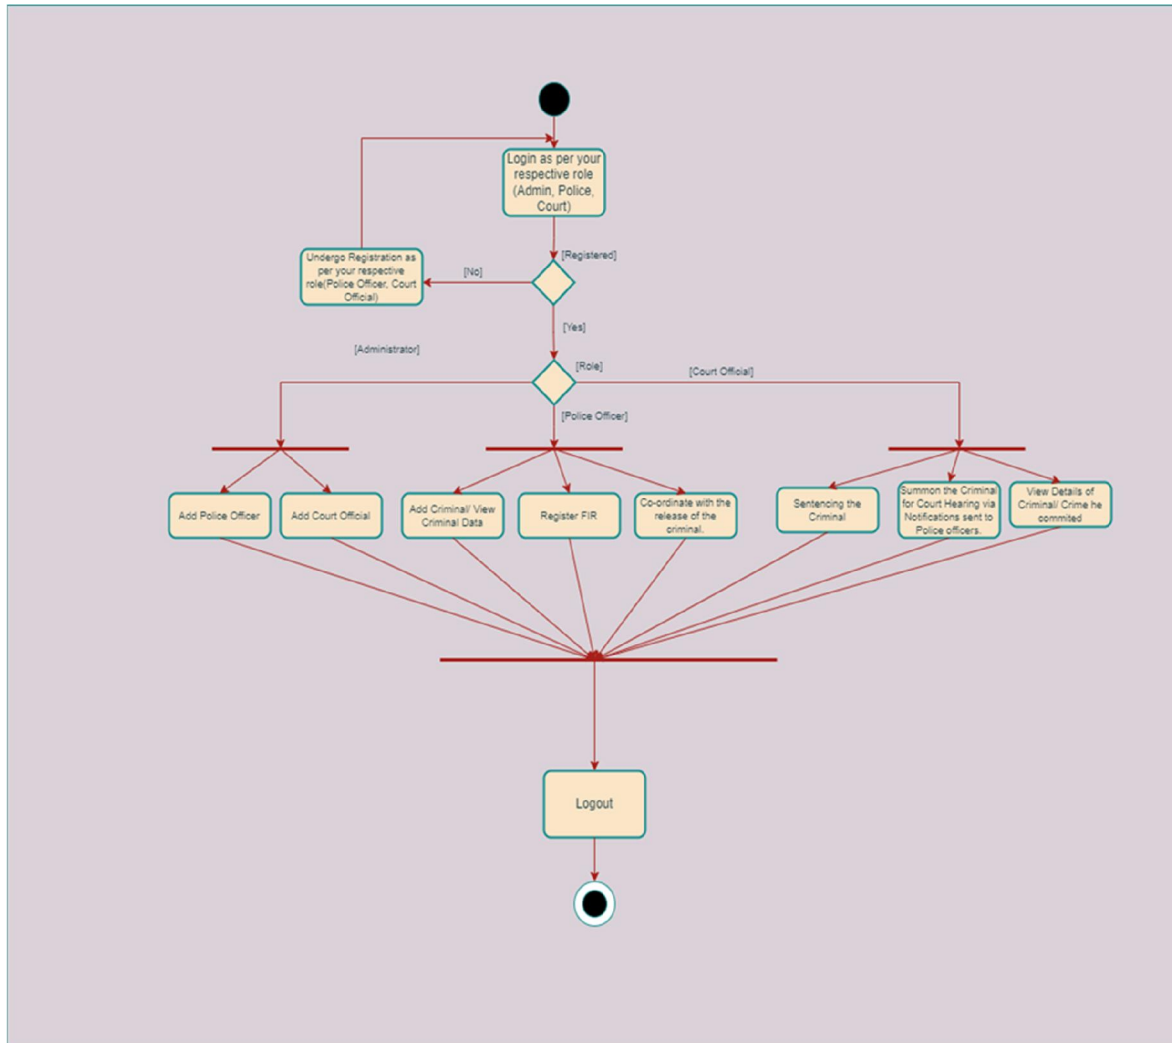 Login as per your
respective role
(Admin, Police,
Court)
[Registered]
Undergo Registration as
per your respective
role(Police Officer, Court
Official)
[No]
[Yes]
[Administrator]
[Role]
[Court Official]
[Police Officer]
Add Police Officer
Add Court Official
Add Criminal/ View
Criminal Data
Register FIR
Co-ordinate with the
release of the
criminal.
Sentencing the
Criminal
Summon the Criminal
for Court Hearing via
Notifications sent to
Police officers.
View Details of
Criminal/ Crime he
commited
Logout